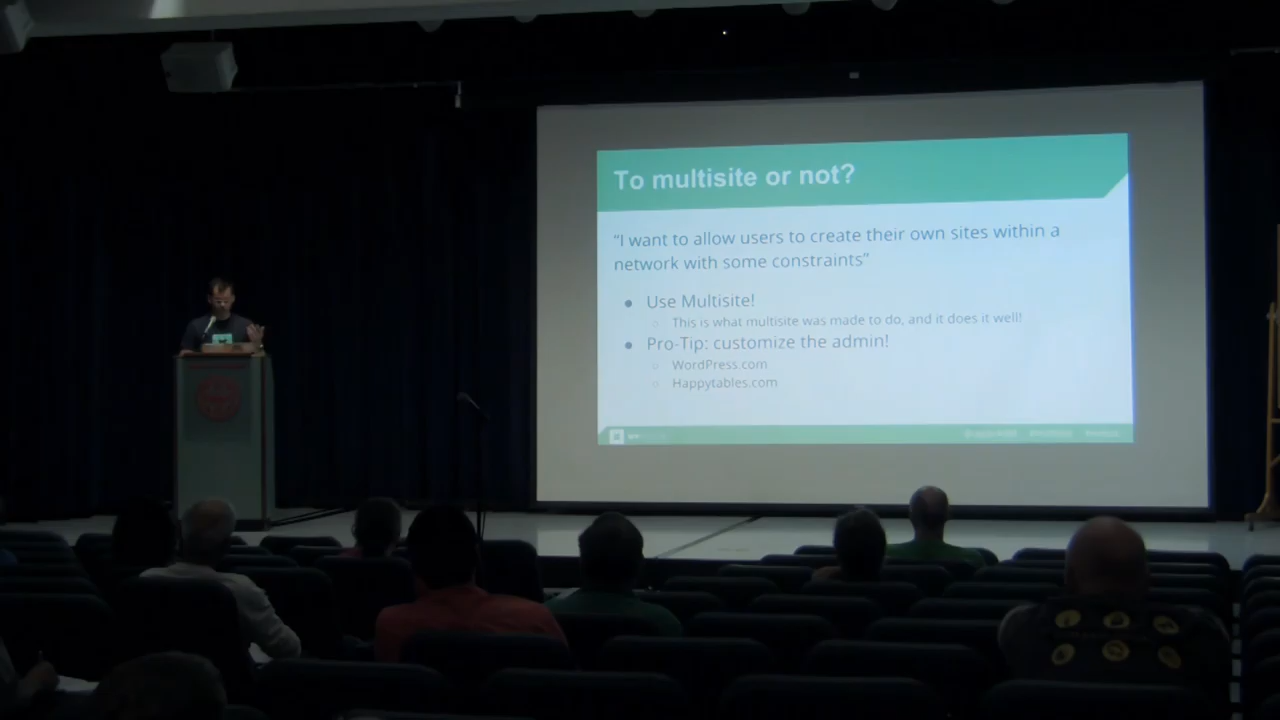 To multisite or not?
“I want to allow users to create their own sites within a
network with some constraints”
● Use Multisite!
○ This is what multisite was made to do, and it does it well!
● Pro-Tip: customize the admin!
○ WordPress.com
○ Happytables.com